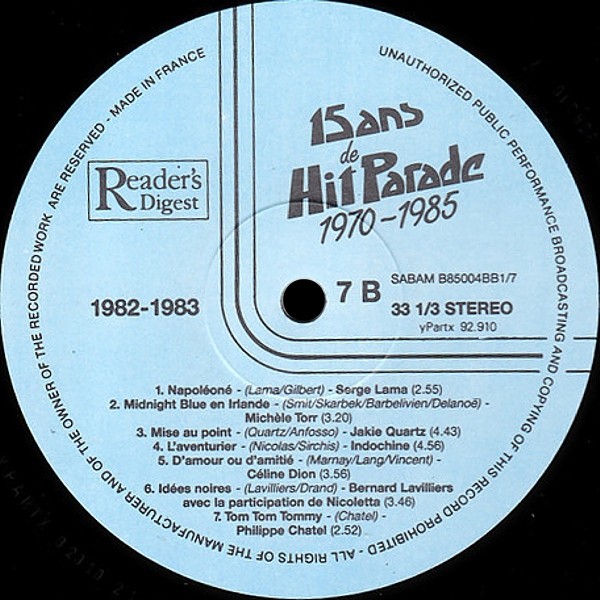 ALL RIGHTS OF THE MANUFACTURER AND OF THE OWNER OF THE RECORDED WORK ARE RESERVED - MADE IN FRANCE
UNAUTHORIZED PUBLIC PERFORMANCE BROADCASTING AND COPYING OF THIS RECORD PROHIBITED -
15 ans
de
Hit Parade
1970-1985
Reader's
Digest
7 B
SABAM B85004BB1/7
1982-1983
33 1/3 STEREO
yPartx 92.910
1. Napoléoné - (Lama/Gilbert) - Serge Lama (2.55)
2. Midnight Blue en Irlande - (Smit/Skarbek/Barbelivien/Delanoë) -
Michèle Torr (3.20)
3. Mise au point - (Quartz/Anfosso) - Jakie Quartz (4.43)
4. L'aventurier - (Nicolas/Sirchis) - Indochine (4.56)
5. D'amour ou d'amitié - (Marnay/Lang/Vincent) -
Céline Dion (3.56)
6. Idées noires - (Lavilliers/Drand) - Bernard Lavilliers
avec la participation de Nicoletta (3.46)
7. Tom Tom Tommy - (Chatel) -
Philippe Chatel (2.52)